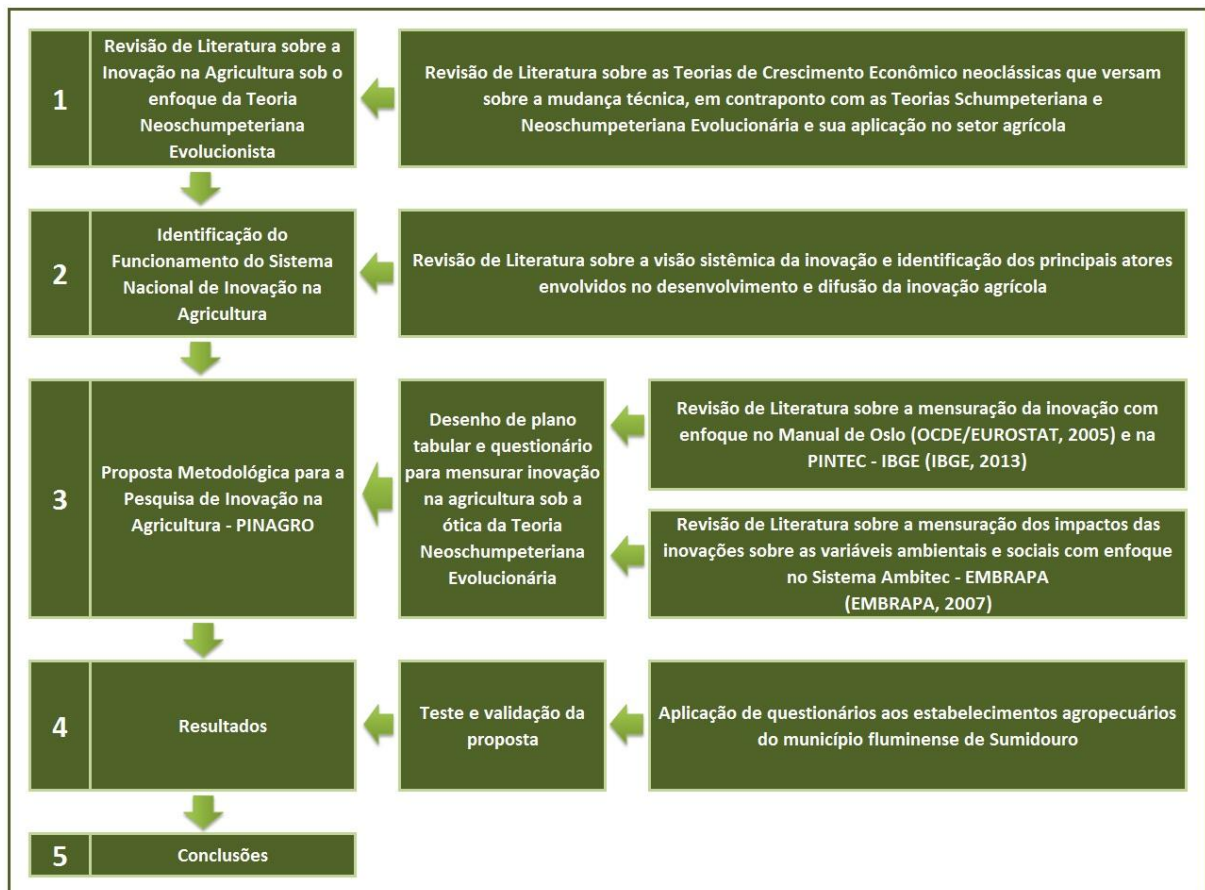 1
Revisão de Literatura sobre a
Inovação na Agricultura sob o
enfoque da Teoria
Neoschumpeteriana
Evolucionista
Revisão de Literatura sobre as Teorias de Crescimento Econômico neoclássicas que versam
sobre a mudança técnica, em contraponto com as Teorias Schumpeteriana e
Neoschumpeteriana Evolucionária e sua aplicação no setor agrícola
2
Identificação do
Funcionamento do Sistema
Nacional de Inovação na
Agricultura
Revisão de Literatura sobre a visão sistêmica da inovação e identificação dos principais atores
envolvidos no desenvolvimento e difusão da inovação agrícola
3
Proposta Metodológica para a
Pesquisa de Inovação na
Agricultura - PINAGRO
Desenho de plano
tabular e questionário
para mensurar inovação
na agricultura sob a
ótica da Teoria
Neoschumpeteriana
Evolucionária
Revisão de Literatura sobre a mensuração da inovação com
enfoque no Manual de Oslo (OCDE/EUROSTAT, 2005) e na
PINTEC - IBGE (IBGE, 2013)
Revisão de Literatura sobre a mensuração dos impactos das
inovações sobre as variáveis ambientais e sociais com enfoque
no Sistema Ambitec - EMBRAPA
(EMBRAPA, 2007)
4
Resultados
Teste e validação da
proposta
Aplicação de questionários aos estabelecimentos agropecuários
do município fluminense de Sumidouro
5
Conclusões